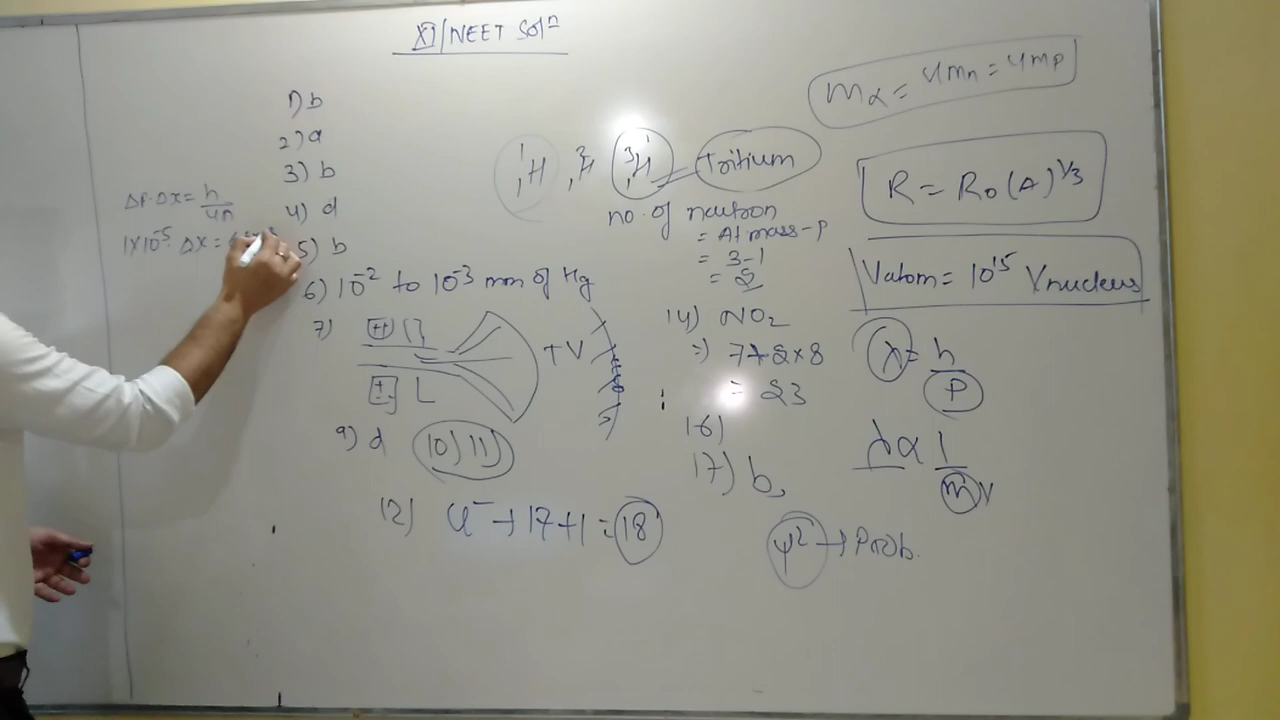 XI/NEET Solⁿ
1) b
2) a
3) b
4) d
5) b
6) 10⁻² to 10⁻³ mm of Hg
7)
TV
9) d 10) 11)
12) Cl⁻ → 17+1 = 18
ΔP·Δx = h/4π
1×10⁻⁵· Δx =
¹₁H, ²₁H ³₁H Tritium
no. of neutron
= At mass - P
= 3-1
= 2
14) NO₂
=) 7+2×8
= 23
16)
17) b,
mα = 4mn = 4mp
R = R₀(A)^1/3
Vatom = 10¹⁵ Vnucleus
λ = h/P
λ ∝ 1/mv
ψ² → Prob.